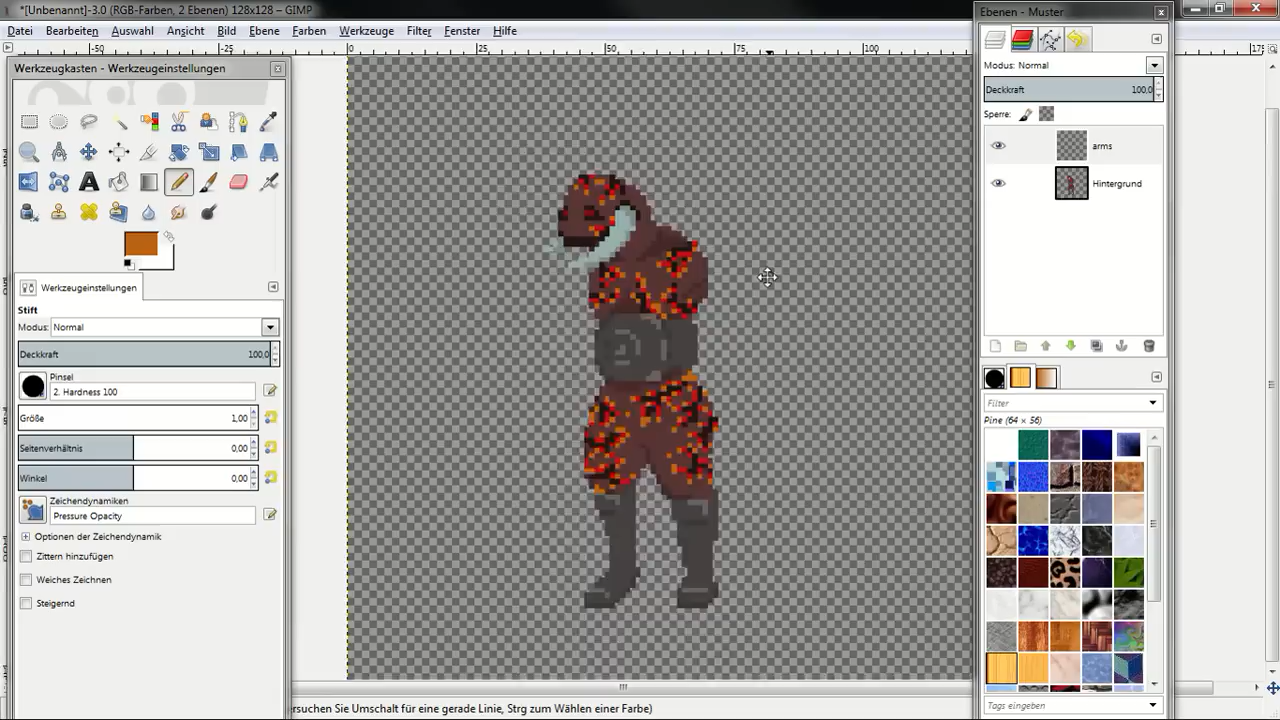 *[Unbenannt]-3.0 (RGB-Farben, 2 Ebenen) 128x128 – GIMP
Datei Bearbeiten Auswahl Ansicht Bild Ebene Farben Werkzeuge Filter Fenster Hilfe
-50 -25 0 25 50 75 100
Werkzeugkasten - Werkzeugeinstellungen
Werkzeugeinstellungen
Stift
Modus: Normal
Deckkraft 100,0
Pinsel
2. Hardness 100
Größe 1,00
Seitenverhältnis 0,00
Winkel 0,00
Zeichendynamiken
Pressure Opacity
Optionen der Zeichendynamik
Zittern hinzufügen
Weiches Zeichnen
Steigernd
rsuchen Sie Umschalt für eine gerade Linie, Strg zum Wählen einer Farbe)
Ebenen - Muster
Modus: Normal
Deckkraft 100,0
Sperre:
arms
Hintergrund
Filter
Pine (64 × 56)
Tags eingeben